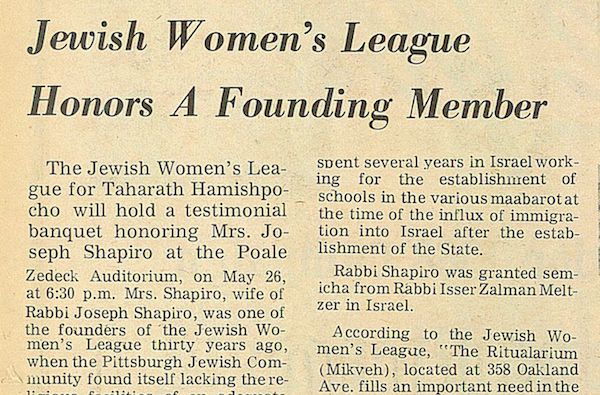 Jewish Women's League
Honors A Founding Member
The Jewish Women's Lea-
gue for Taharath Hamishpo-
cho will hold a testimonial
banquet honoring Mrs. Jo-
seph Shapiro at the Poale
Zedeck Auditorium, on May 26,
at 6:30 p.m. Mrs. Shapiro, wife of
Rabbi Joseph Shapiro, was one of
the founders of the Jewish Wo-
men's League thirty years ago,
when the Pittsburgh Jewish Com-
munity found itself lacking the re-
ligious facilities of an adequate
spent several years in Israel work-
ing for the establishment of
schools in the various maabarot at
the time of the influx of immigra-
tion into Israel after the estab-
lishment of the State.
Rabbi Shapiro was granted sem-
icha from Rabbi Isser Zalman Melt-
zer in Israel.
According to the Jewish Wo-
men's League, "The Ritualarium
(Mikveh), located at 358 Oakland
Ave. fills an important need in the